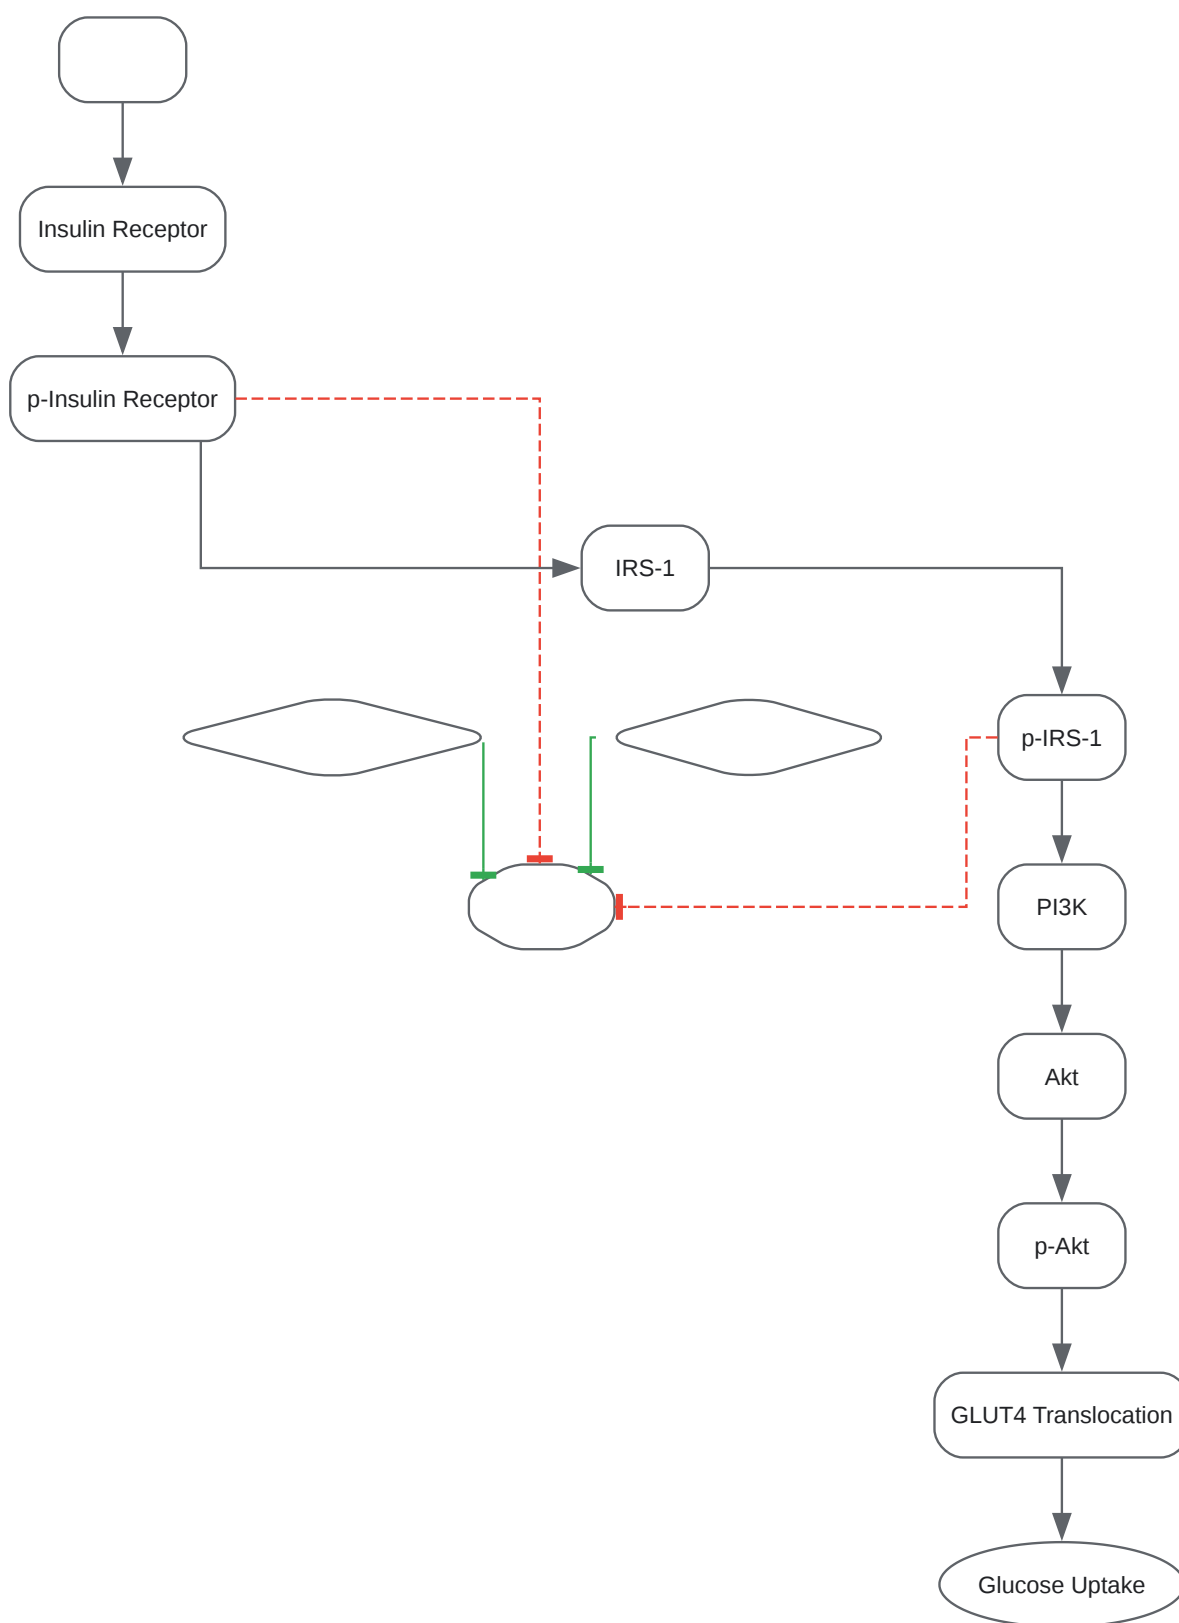 Insulin Receptor
p-Insulin Receptor
IRS-1
p-IRS-1
PI3K
Akt
p-Akt
GLUT4 Translocation
Glucose Uptake